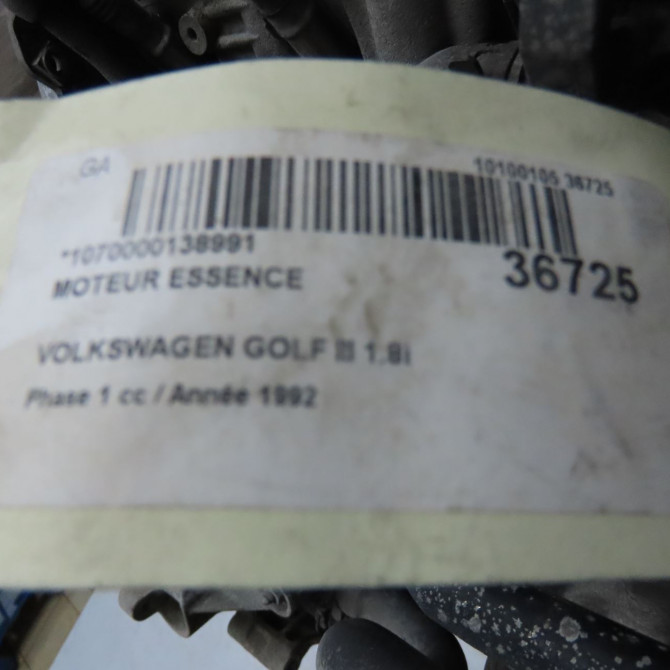 GA
10100105 36725
*1070000138991
36725
MOTEUR ESSENCE
VOLKSWAGEN GOLF III 1.8i
Phase 1 cc / Année 1992